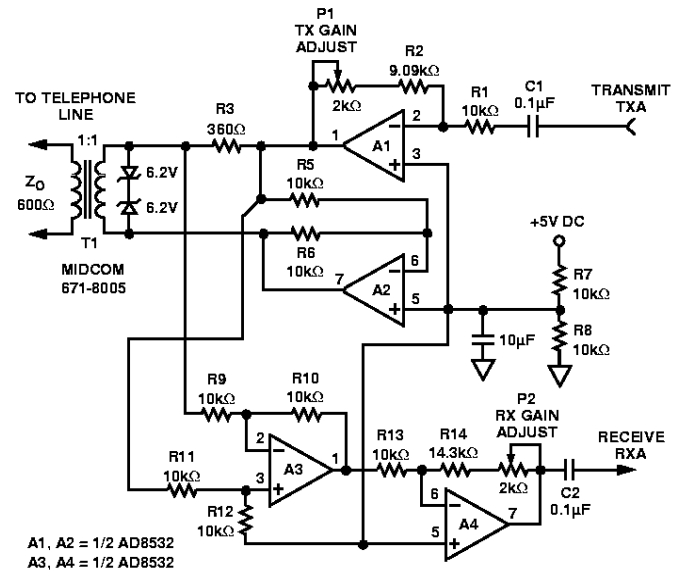 P1
TX GAIN
ADJUST
2kΩ
R2
9.09kΩ
R1
10kΩ
C1
0.1µF
TRANSMIT
TXA
TO TELEPHONE
LINE
1:1
ZO
600Ω
T1
MIDCOM
671-8005
6.2V
6.2V
R3
360Ω
1
2
3
A1
R5
10kΩ
R6
10kΩ
7
6
5
A2
+5V DC
R7
10kΩ
R8
10kΩ
10µF
R9
10kΩ
R10
10kΩ
R11
10kΩ
R12
10kΩ
2
3
1
A3
R13
10kΩ
R14
14.3kΩ
P2
RX GAIN
ADJUST
2kΩ
6
5
7
A4
C2
0.1µF
RECEIVE
RXA
A1, A2 = 1/2 AD8532
A3, A4 = 1/2 AD8532